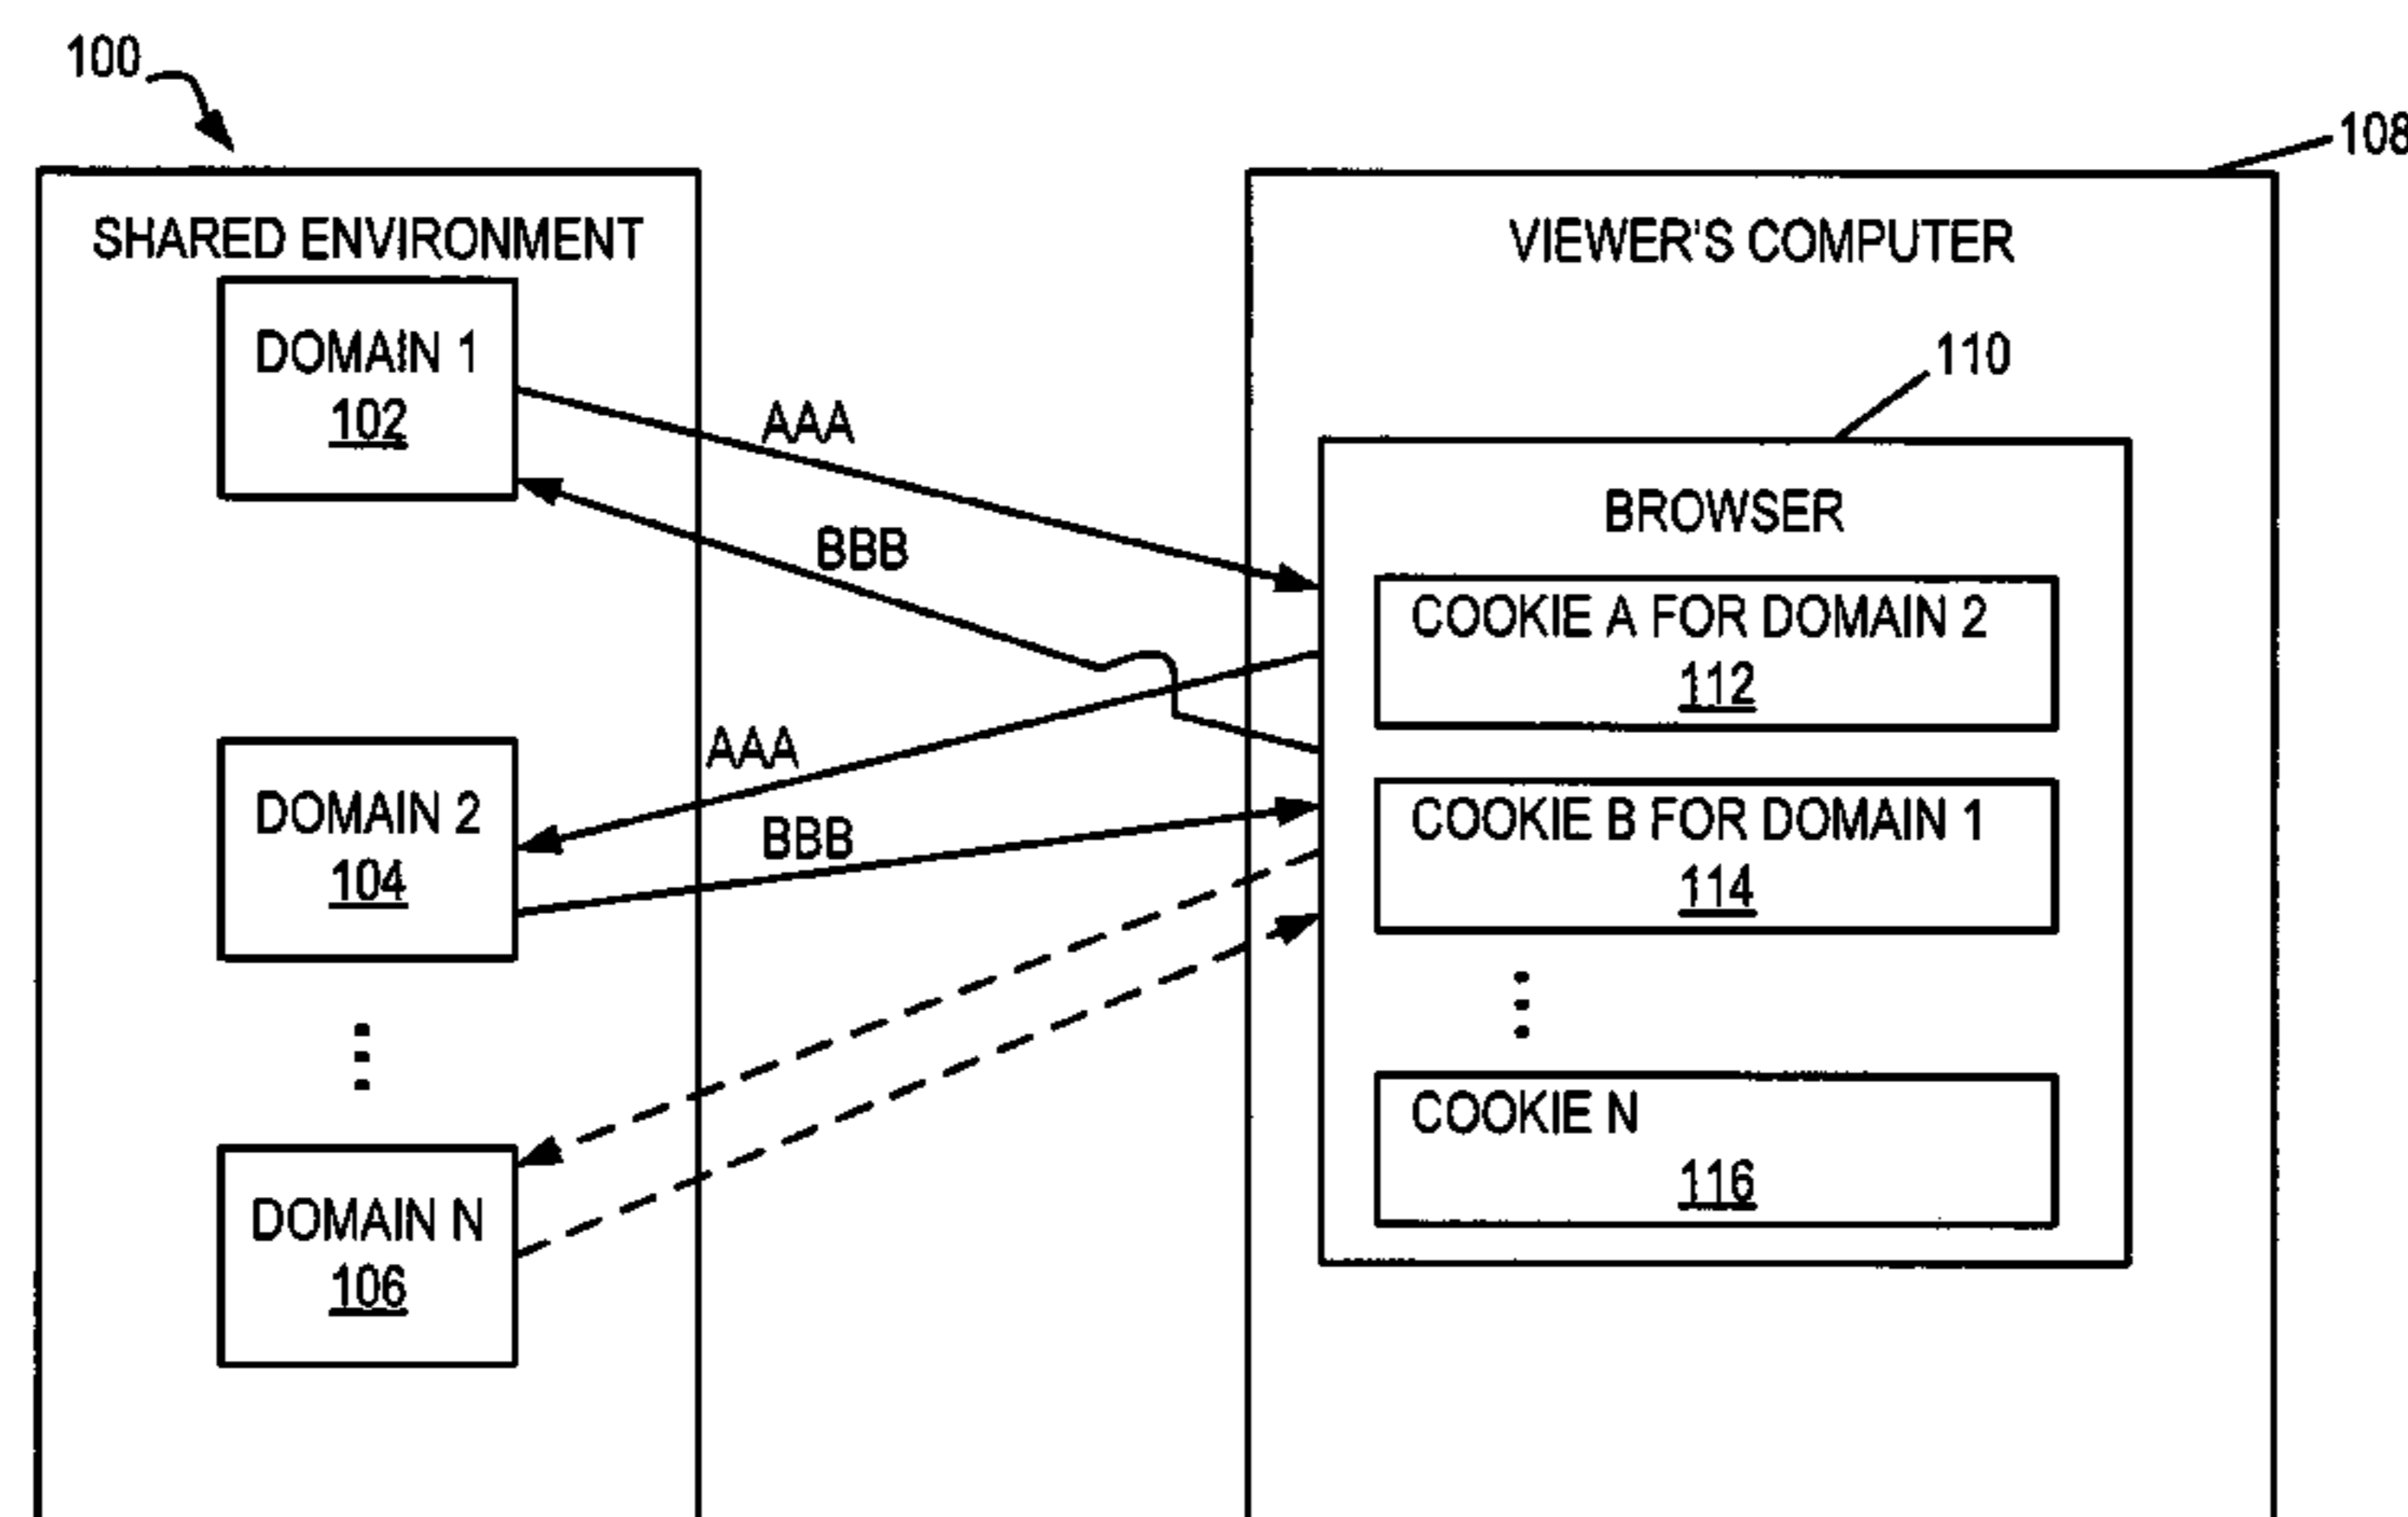 100
108
SHARED ENVIRONMENT
VIEWER'S COMPUTER
DOMAIN 1
102
110
AAA
BBB
BROWSER
COOKIE A FOR DOMAIN 2
112
AAA
DOMAIN 2
104
BBB
COOKIE B FOR DOMAIN 1
114
COOKIE N
116
DOMAIN N
106